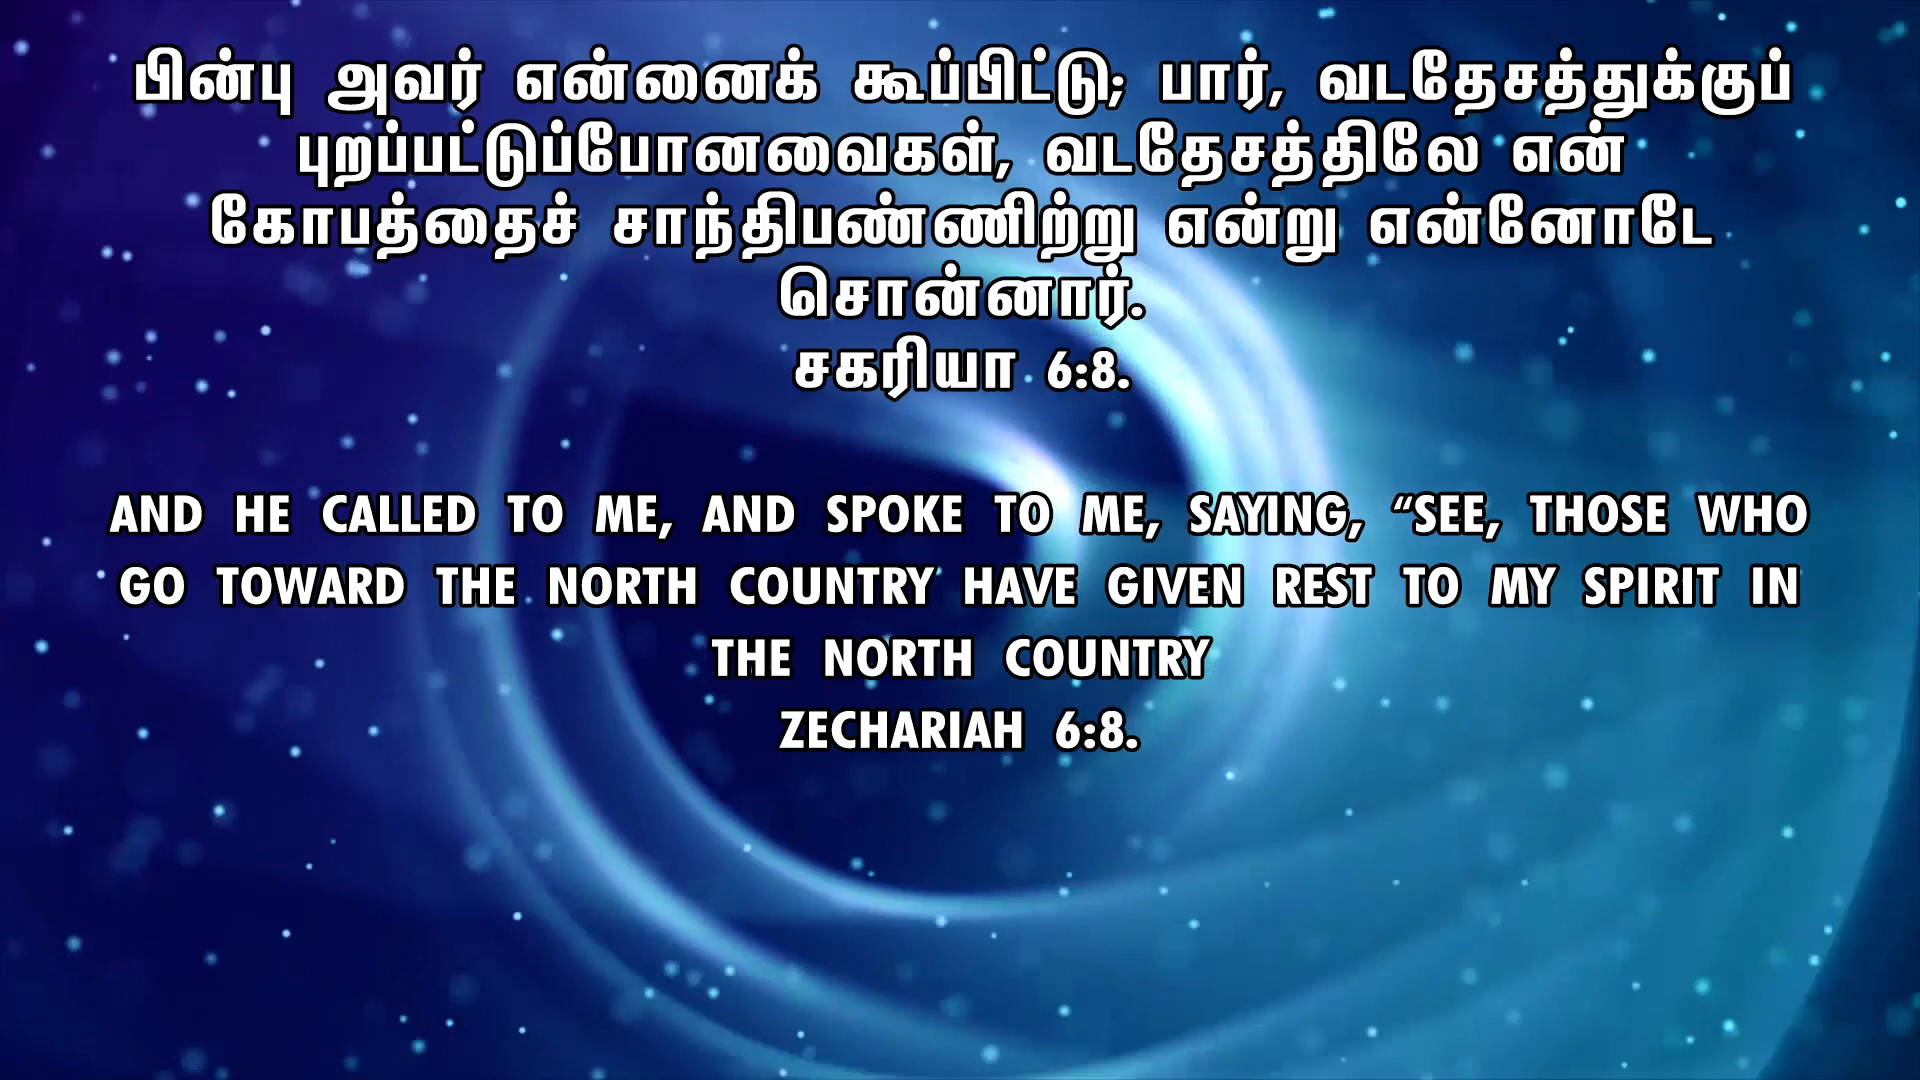 பின்பு அவர் என்னைக் கூப்பிட்டு; பார், வடதேசத்துக்குப்
புறப்பட்டுப்போனவைகள், வடதேசத்திலே என்
கோபத்தைச் சாந்திபண்ணிற்று என்று என்னோடே
சொன்னார்.
சகரியா 6:8.
AND HE CALLED TO ME, AND SPOKE TO ME, SAYING, “SEE, THOSE WHO
GO TOWARD THE NORTH COUNTRY HAVE GIVEN REST TO MY SPIRIT IN
THE NORTH COUNTRY
ZECHARIAH 6:8.